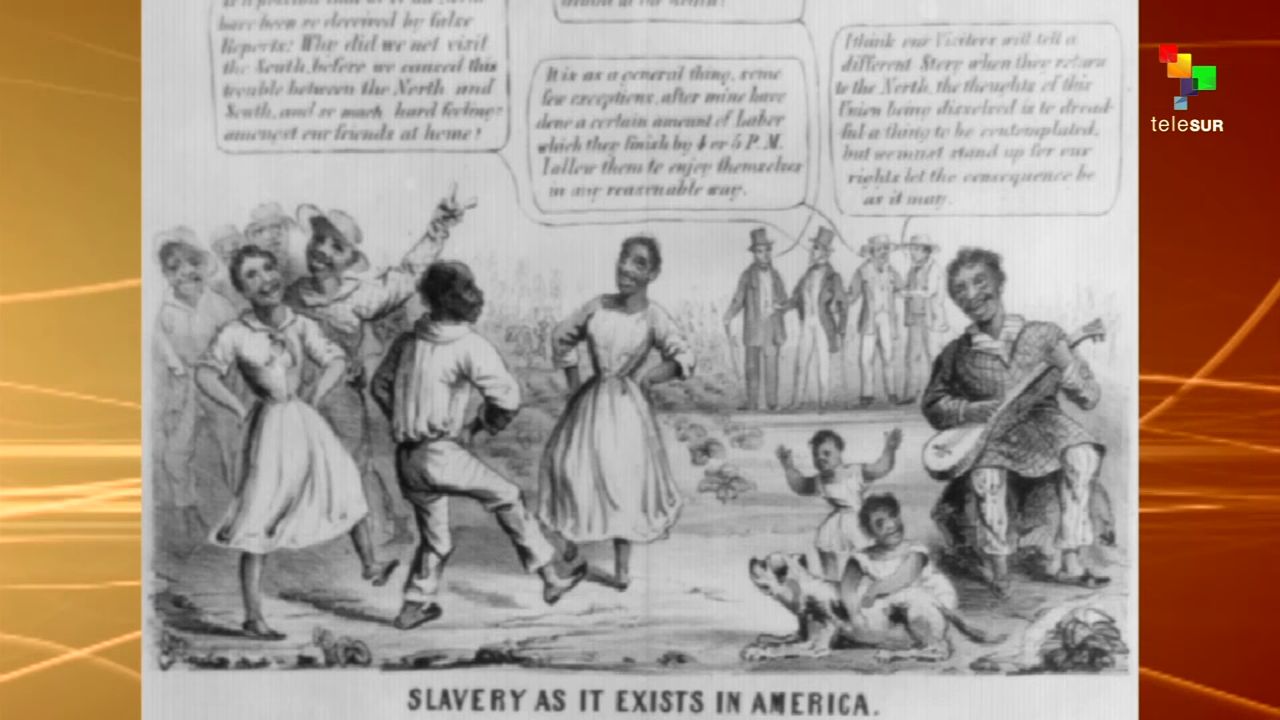 have been so deceived by false
Reports! Why did we not visit
the South, before we caused this
trouble between the North and
South, and so much hard feelings
amongst our friends at home!
It is as a general thing, some
few exceptions, after mine have
done a certain amount of Labor
which they finish by 4 or 5 P.M.
I allow them to enjoy themselves
in any reasonable way.
I think our Visiters will tell a
different Story when they return
to the North, the thoughts of this
Union being dissolved is to dread-
ful a thing to be contemplated,
but we must stand up for our
rights let the consequence be
as it may.
teleSUR
SLAVERY AS IT EXISTS IN AMERICA.